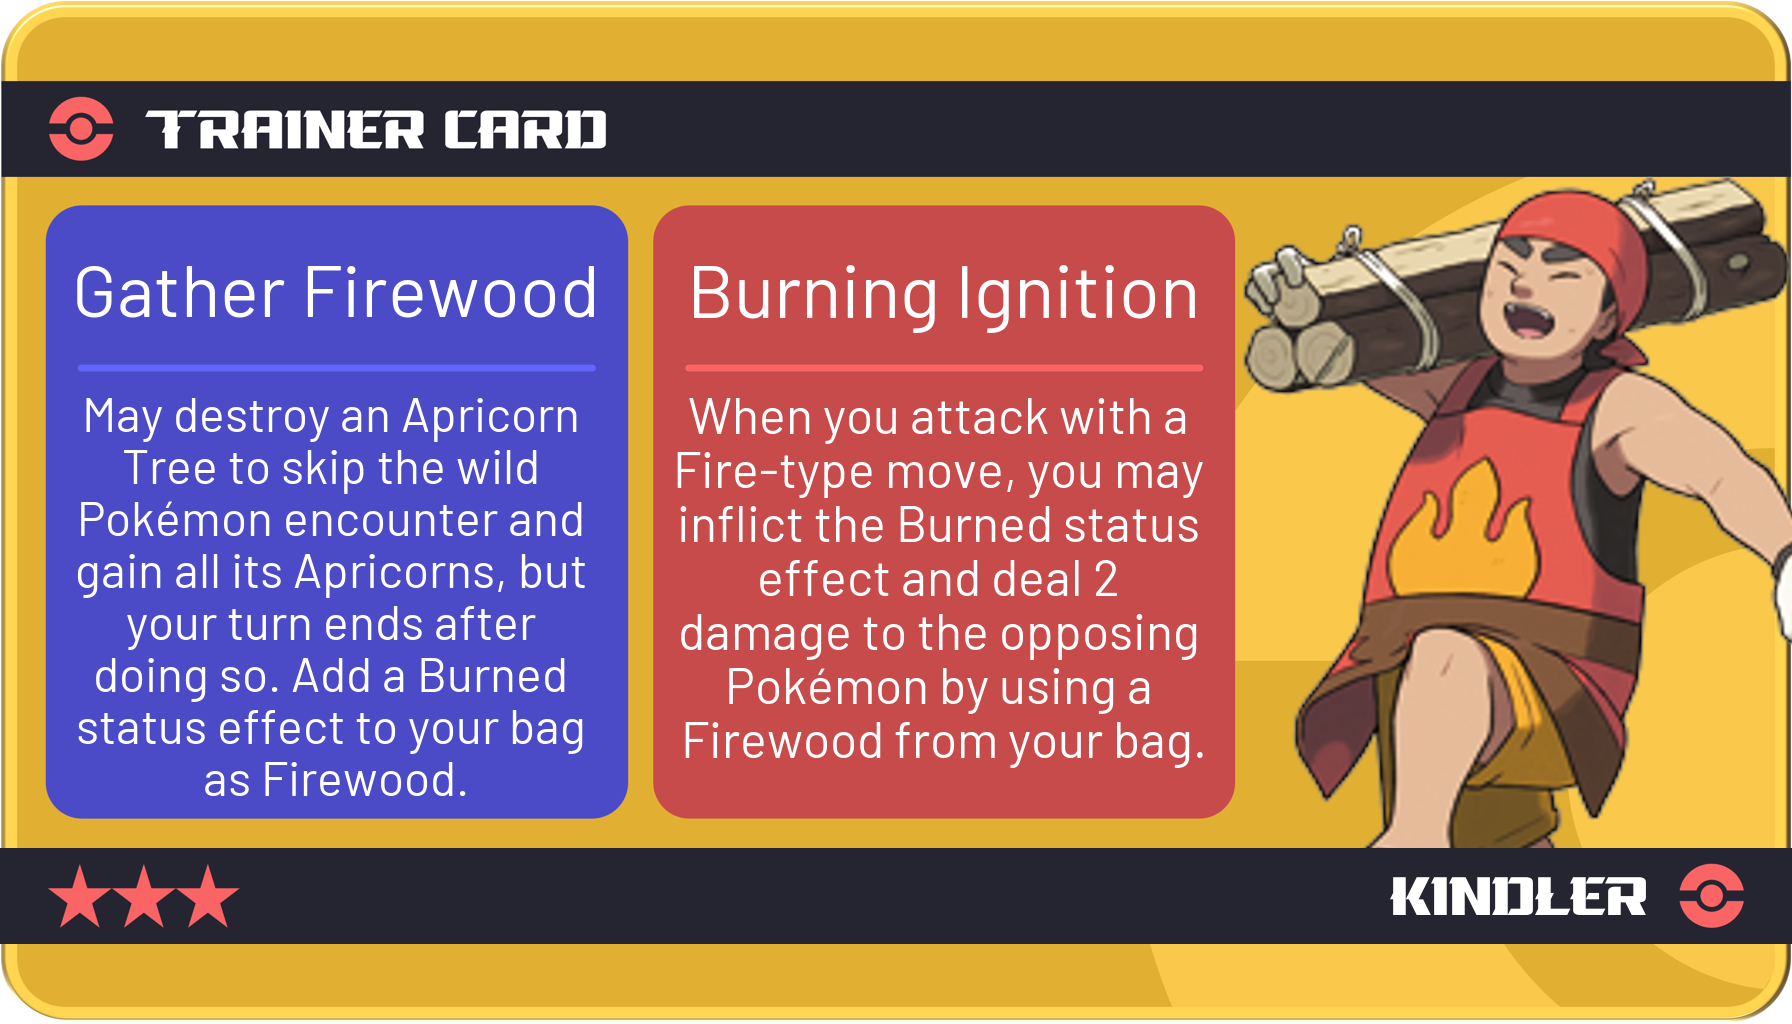 TRAINER CARD
Gather Firewood
May destroy an Apricorn
Tree to skip the wild
Pokémon encounter and
gain all its Apricorns, but
your turn ends after
doing so. Add a Burned
status effect to your bag
as Firewood.
Burning Ignition
When you attack with a
Fire-type move, you may
inflict the Burned status
effect and deal 2
damage to the opposing
Pokémon by using a
Firewood from your bag.
KINDLER